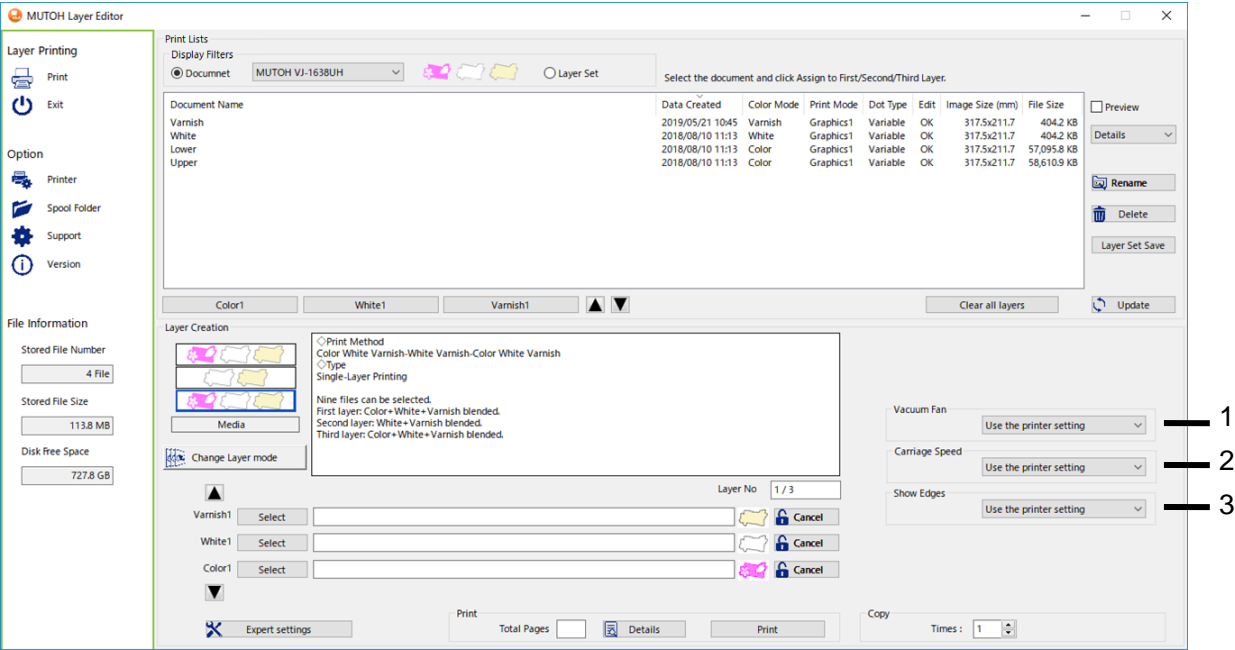 MUTOH Layer Editor
Layer Printing
Print
Exit
Option
Printer
Spool Folder
Support
Version
File Information
Stored File Number
4 File
Stored File Size
113.8 MB
Disk Free Space
727.8 GB
Print Lists
Display Filters
Documnet
MUTOH VJ-1638UH
Layer Set
Select the document and click Assign to First/Second/Third Layer.
Document Name Data Created Color Mode Print Mode Dot Type Edit Image Size (mm) File Size
Varnish 2019/05/21 10:45 Varnish Graphics1 Variable OK 317.5x211.7 404.2 KB
White 2018/08/10 11:13 White Graphics1 Variable OK 317.5x211.7 404.2 KB
Lower 2018/08/10 11:13 Color Graphics1 Variable OK 317.5x211.7 57,095.8 KB
Upper 2018/08/10 11:13 Color Graphics1 Variable OK 317.5x211.7 58,610.9 KB
Preview
Details
Rename
Delete
Layer Set Save
Color1 White1 Varnish1 Clear all layers Update
Layer Creation
Media
Change Layer mode
◇Print Method
Color White Varnish-White Varnish-Color White Varnish
◇Type
Single-Layer Printing
Nine files can be selected.
First layer: Color+White+Varnish blended.
Second layer: White+Varnish blended.
Third layer: Color+White+Varnish blended.
Layer No 1 / 3
Varnish1 Select Cancel
White1 Select Cancel
Color1 Select Cancel
Vacuum Fan
Use the printer setting 1
Carriage Speed
Use the printer setting 2
Show Edges
Use the printer setting 3
Expert settings
Print
Total Pages Details Print
Copy
Times : 1